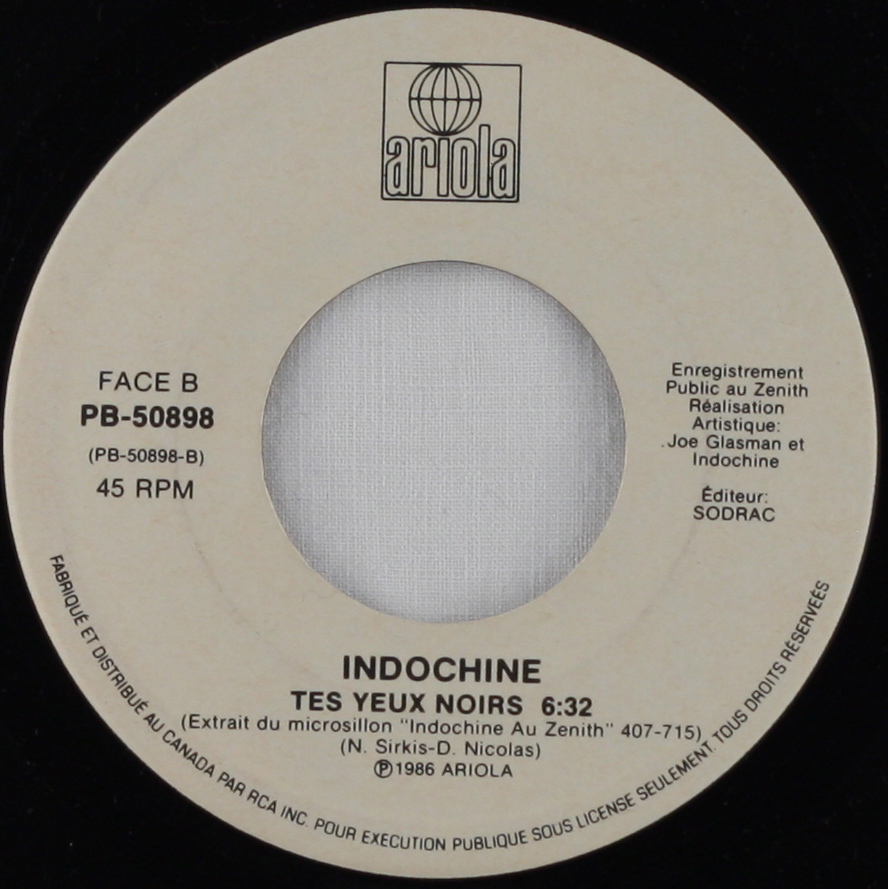 ariola
FACE B
PB-50898
(PB-50898-B)
45 RPM
Enregistrement
Public au Zenith
Réalisation
Artistique:
Joe Glasman et
Indochine
Éditeur:
SODRAC
INDOCHINE
TES YEUX NOIRS 6:32
(Extrait du microsillon "Indochine Au Zenith" 407-715)
(N. Sirkis-D. Nicolas)
℗1986 ARIOLA
FABRIQUÉ ET DISTRIBUÉ AU CANADA PAR RCA INC. POUR EXECUTION PUBLIQUE SOUS LICENSE SEULEMENT. TOUS DROITS RÉSERVEÉS